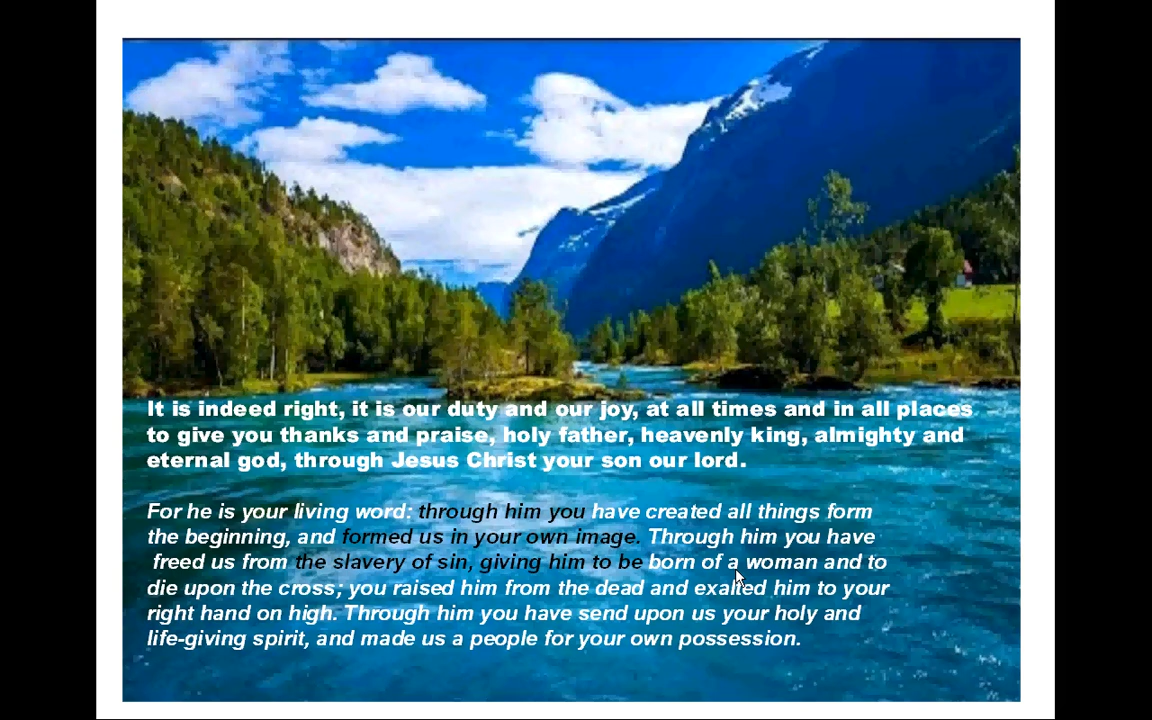 It is indeed right, it is our duty and our joy, at all times and in all places
to give you thanks and praise, holy father, heavenly king, almighty and
eternal god, through Jesus Christ your son our lord.
For he is your living word: through him you have created all things form
the beginning, and formed us in your own image. Through him you have
freed us from the slavery of sin, giving him to be born of a woman and to
die upon the cross; you raised him from the dead and exalted him to your
right hand on high. Through him you have send upon us your holy and
life-giving spirit, and made us a people for your own possession.